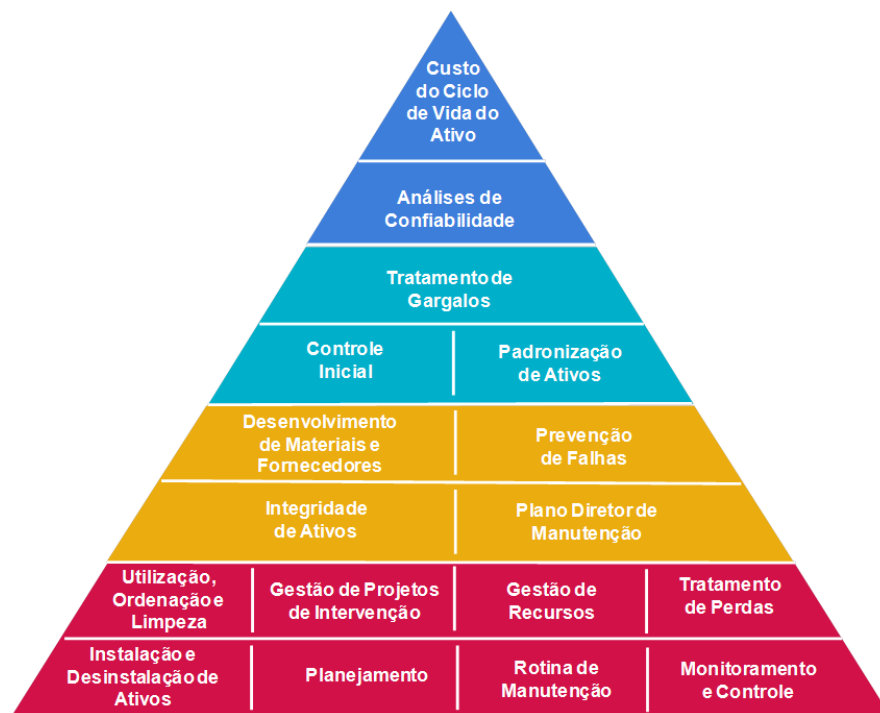 Custo
do Ciclo
de Vida do
Ativo
Análises de
Confiabilidade
Tratamento de
Gargalos
Controle
Inicial
Padronização
de Ativos
Desenvolvimento
de Materiais e
Fornecedores
Prevenção
de Falhas
Integridade
de Ativos
Plano Diretor de
Manutenção
Utilização,
Ordenação e
Limpeza
Gestão de Projetos
de Intervenção
Gestão de
Recursos
Tratamento
de Perdas
Instalação e
Desinstalação de
Ativos
Planejamento
Rotina de
Manutenção
Monitoramento
e Controle